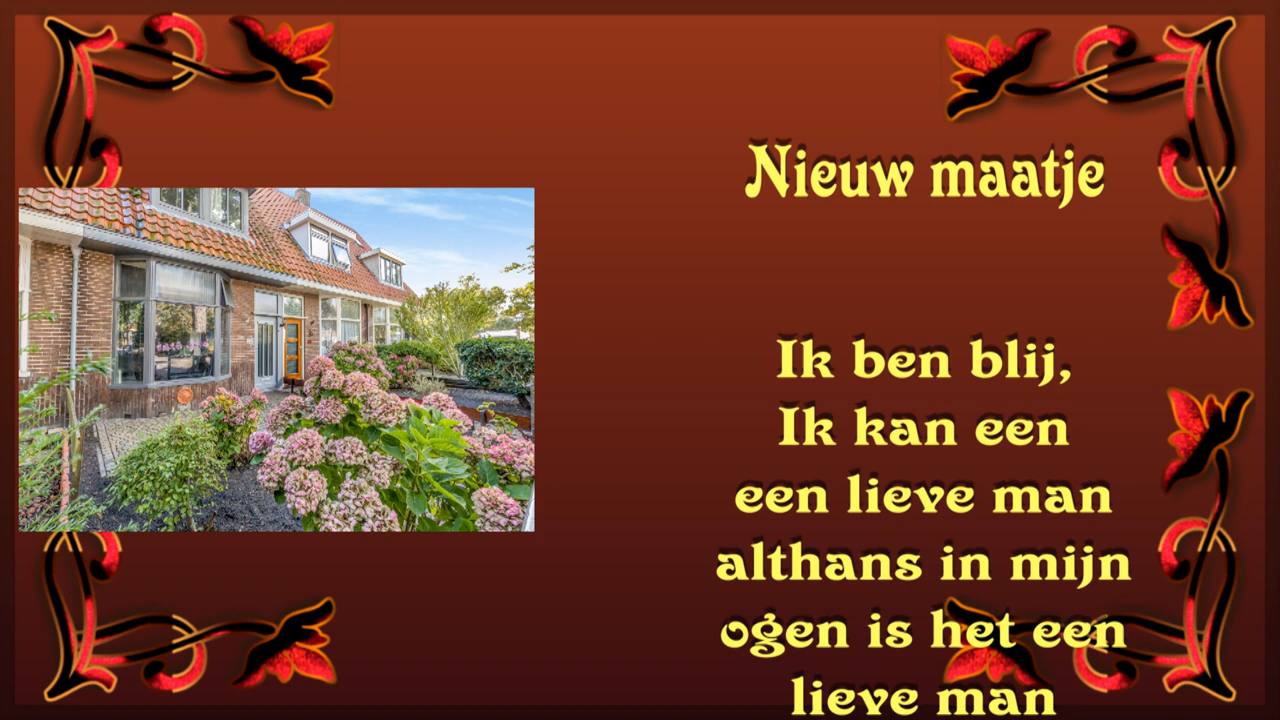 Nieuw maatje
Ik ben blij,
Ik kan een
een lieve man
althans in mijn
ogen is het een
lieve man